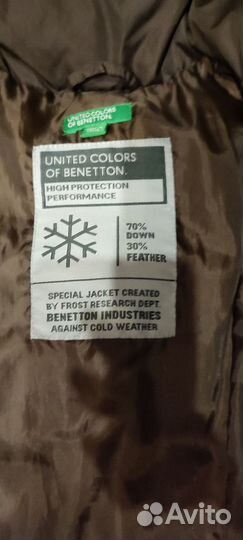 UNITED COLORS
OF BENETTON.
UNITED COLORS
OF BENETTON.
HIGH PROTECTION
PERFORMANCE
70%
DOWN
30%
FEATHER
SPECIAL JACKET CREATED
BY FROST RESEARCH DEPT.
BENETTON INDUSTRIES
AGAINST COLD WEATHER
Avito